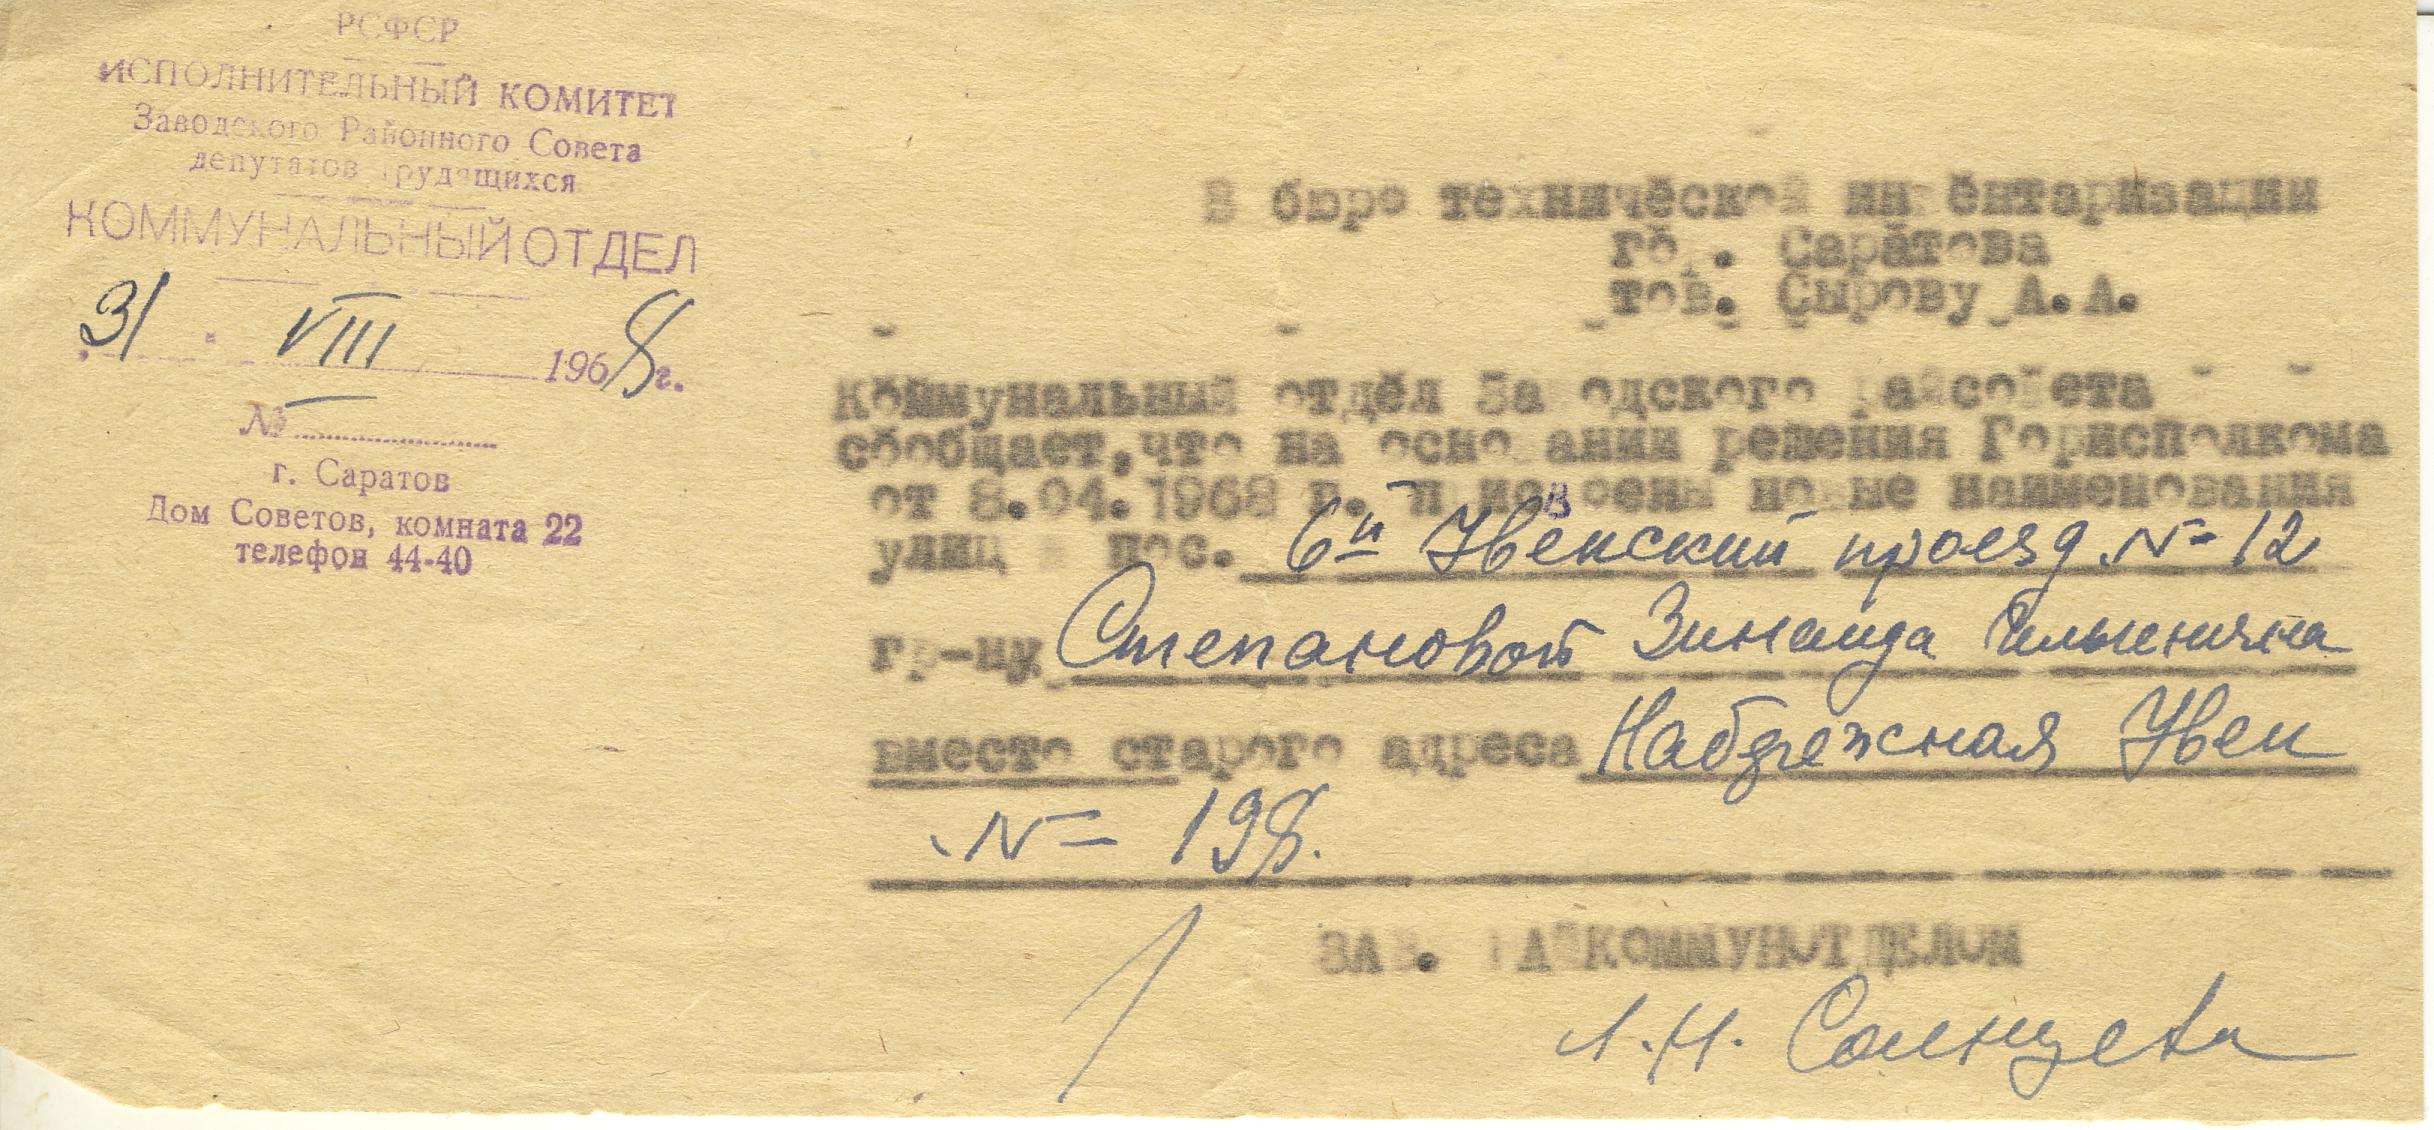 РСФСР
ИСПОЛНИТЕЛЬНЫЙ КОМИТЕТ
Заводского Районного Совета
депутатов трудящихся
КОММУНАЛЬНЫЙ ОТДЕЛ
31 " VIII 1968 г.
№
г. Саратов
Дом Советов, комната 22
телефон 44-40
В бюро технической инвентаризации
гор. Саратова
тов. Сырову А.А.
Коммунальный отдел Заводского райсовета
сообщает, что на основании решения Горисполкома
от 8.04.1968 г. присвоены новые наименования
улиц и пос. 6й Увекский проезд № 12
гр-ну Степановой Зинаида
вместо старого адреса Набережная Увек
№ 198.
ЗАВ. РАЙКОММУНОТДЕЛОМ
Л.Н. Солнцева